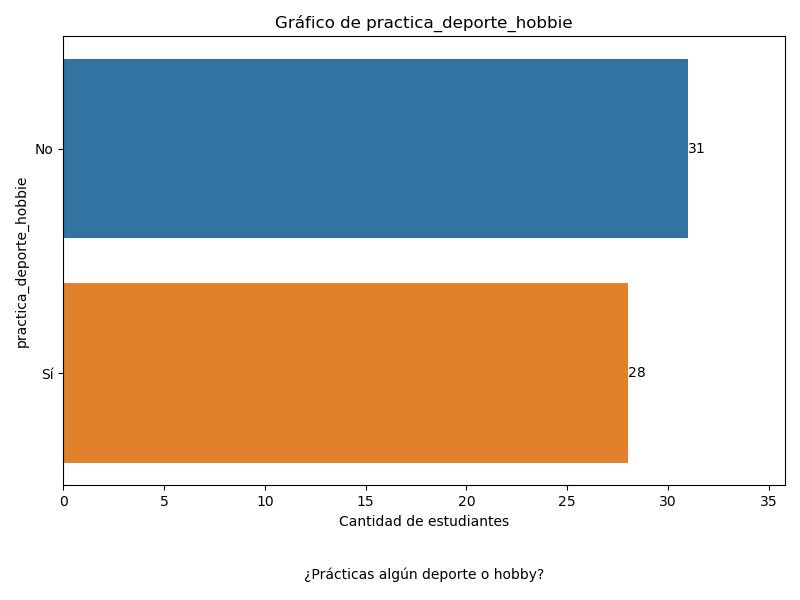 Gráfico de practica_deporte_hobbie
practica_deporte_hobbie
No
31
Sí
28
0 5 10 15 20 25 30 35
Cantidad de estudiantes
¿Prácticas algún deporte o hobby?